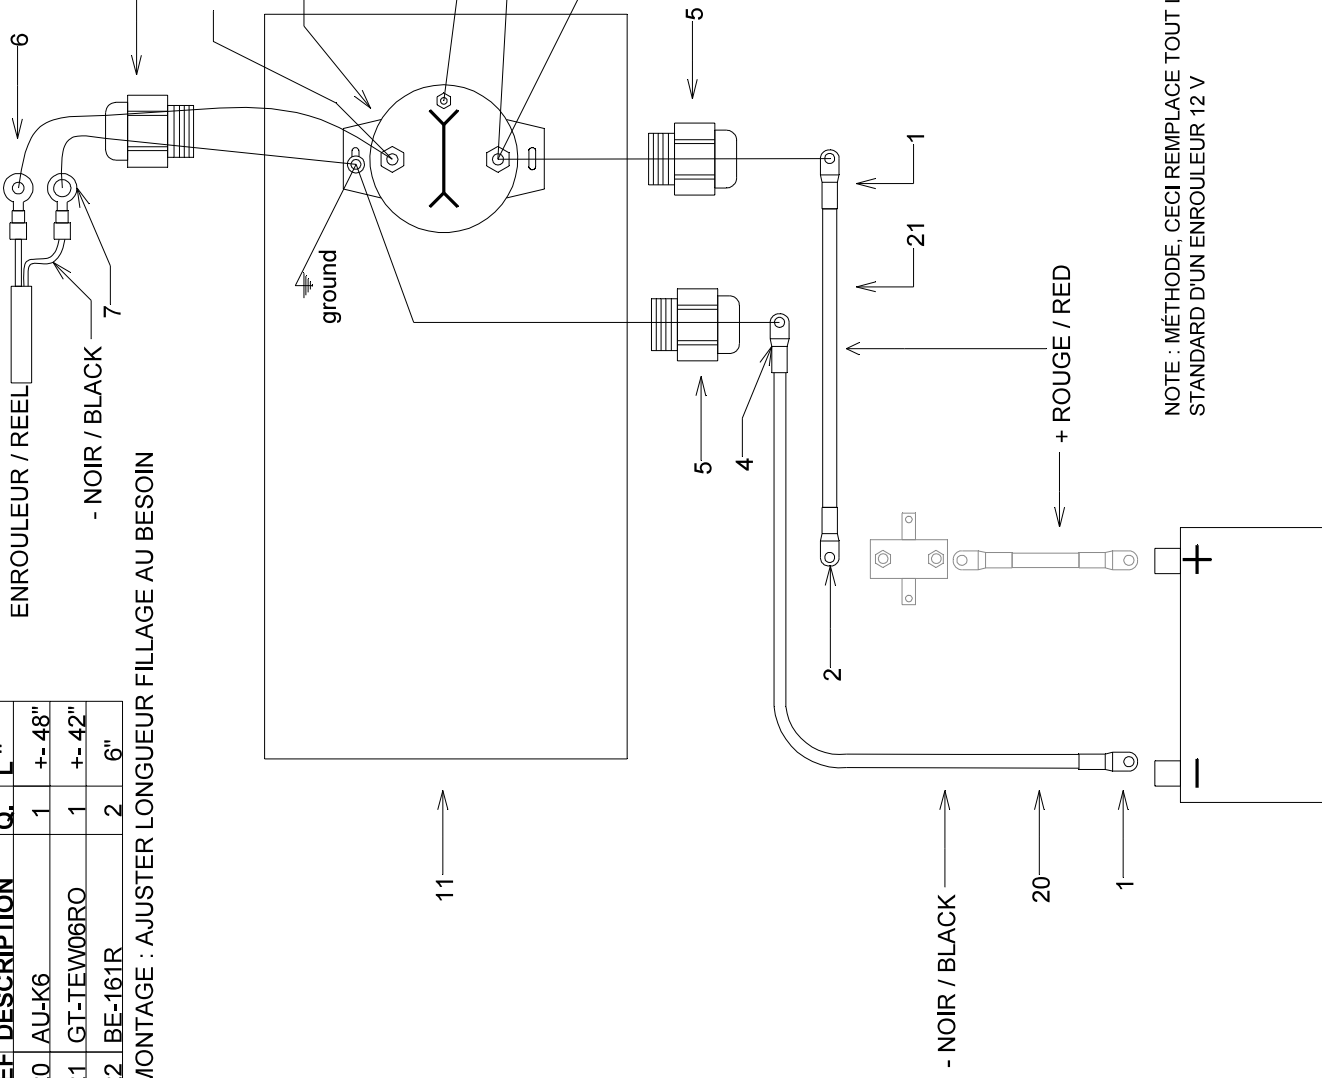 DESCRIPTION Q. L "
AU-K6 1 +- 48"
GT-TEW06RO 1 +- 42"
BE-161R 2 6"
MONTAGE : AJUSTER LONGUEUR FILLAGE AU BESOIN
ENROULEUR / REEL
6
- NOIR / BLACK
7
ground
11
5
5
4
2
1
21
- NOIR / BLACK
20
1
+ ROUGE / RED
+
−
NOTE : MÉTHODE, CECI REMPLACE TOUT
STANDARD D'UN ENROULEUR 12 V